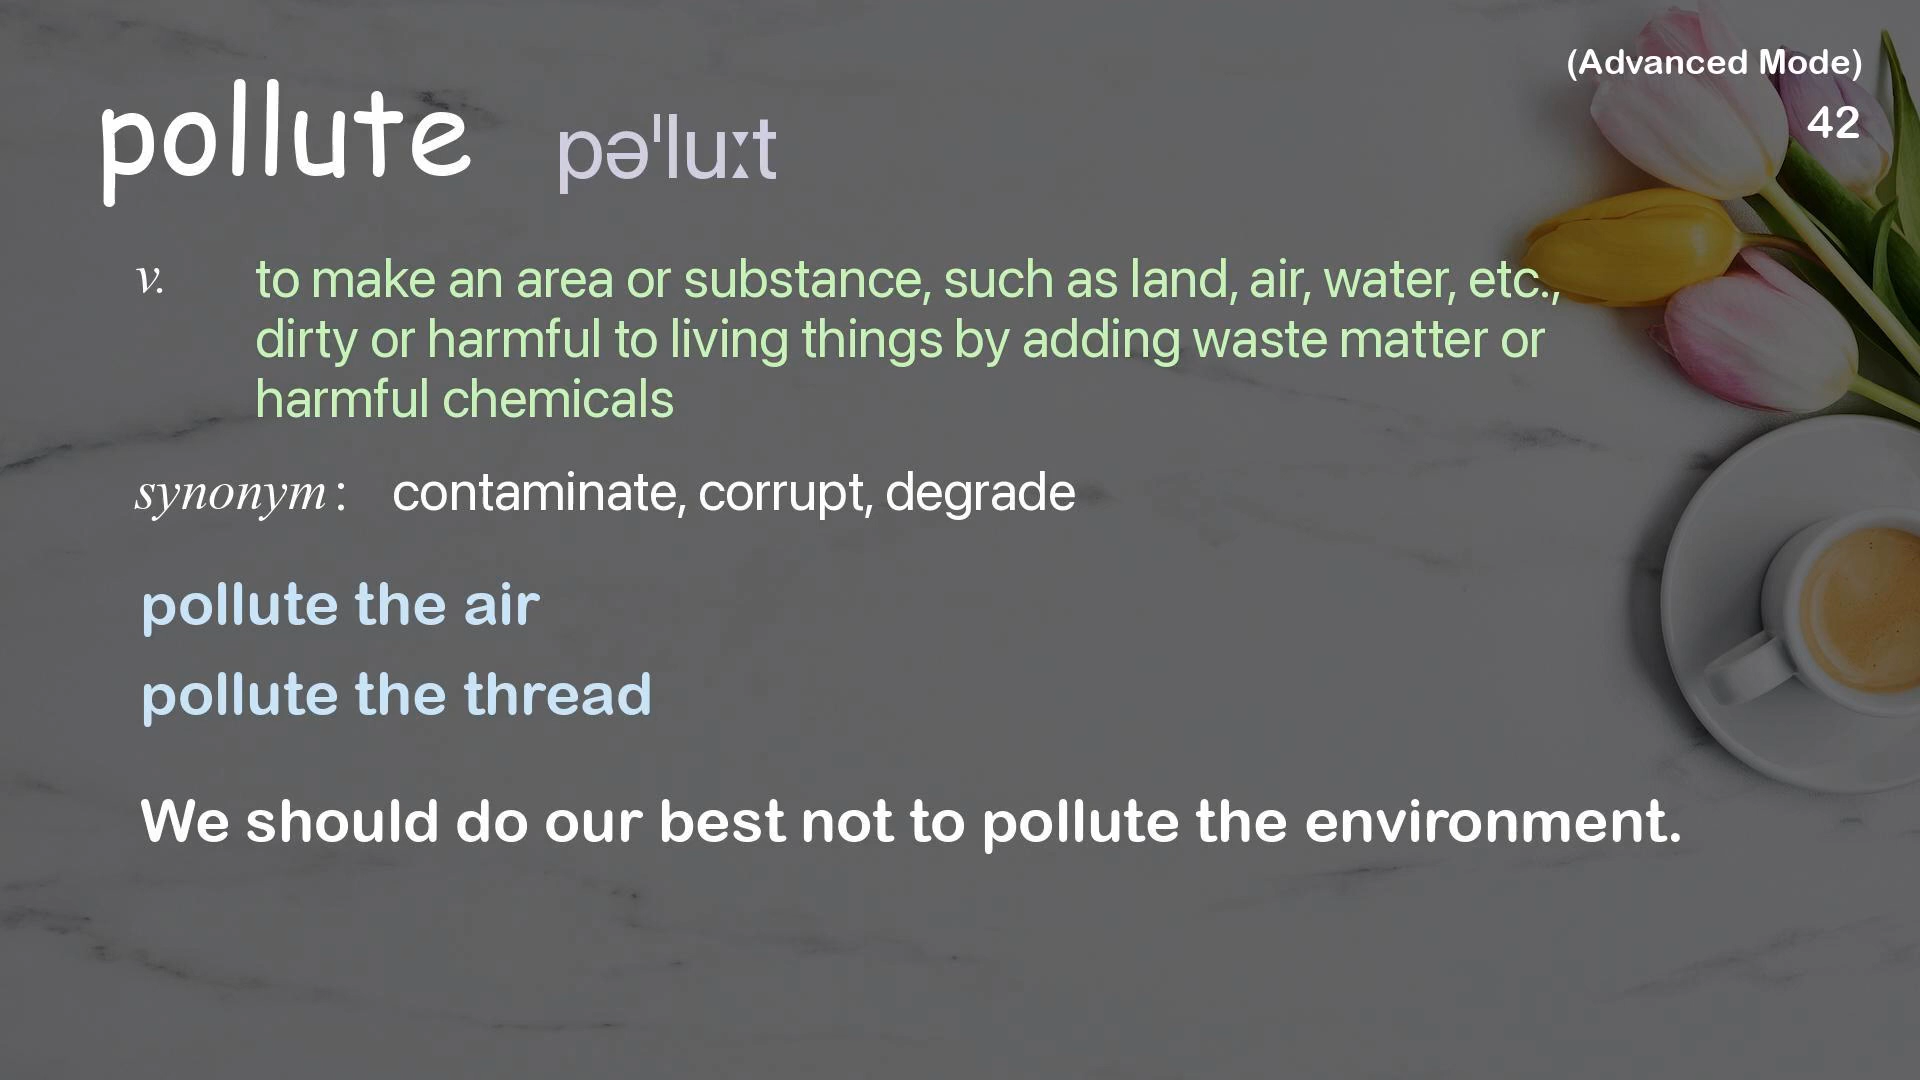 (Advanced Mode)
42
pollute pəˈluːt
v. to make an area or substance, such as land, air, water, etc.,
dirty or harmful to living things by adding waste matter or
harmful chemicals
synonym: contaminate, corrupt, degrade
pollute the air
pollute the thread
We should do our best not to pollute the environment.